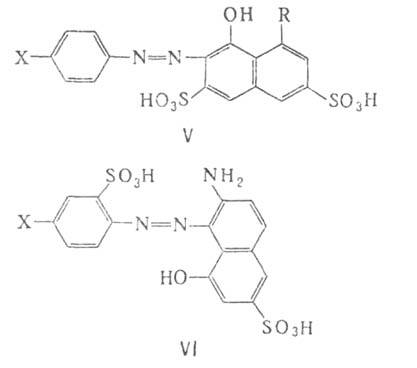 OH R
X N=N
HO₃S SO₃H
V
SO₃H NH₂
X N=N
HO
SO₃H
VI